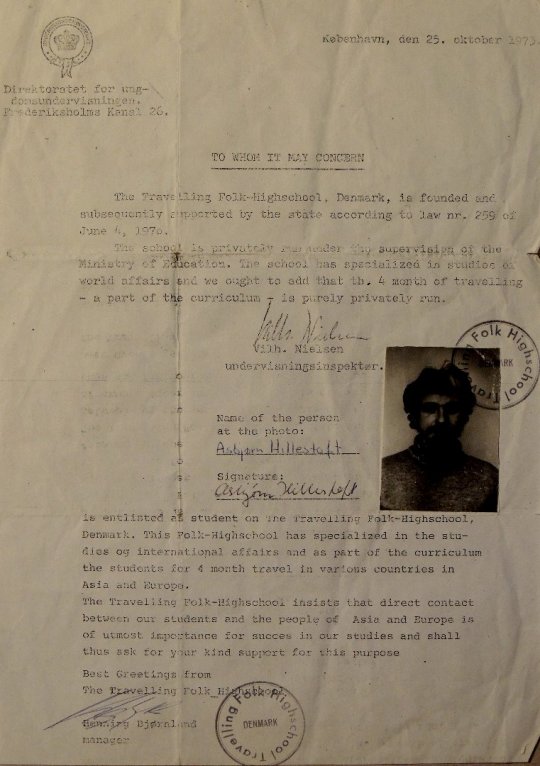 København, den 25. oktober 1973.
Direktoratet for ung-
domsundervisningen.
Frederiksholms Kanal 26.
TO WHOM IT MAY CONCERN
The Travelling Folk-Highschool, Denmark, is founded and
subsequently supported by the state according to law nr. 259 of
June 4, 1970.
The school is privately run under the supervision of the
Ministry of Education. The school has specialized in studies of
world affairs and we ought to add that the 4 month of travelling
- a part of the curriculum - is purely privately run.
Vilh. Nielsen
Vilh. Nielsen
undervisningsinspektør.
Travelling Folk Highschool
DENMARK
Name of the person
at the photo:
Signature:
is entlisted as student on the Travelling Folk-Highschool,
Denmark. This Folk-Highschool has specialized in the stu-
dies og international affairs and as part of the curriculum
the students for 4 month travel in various countries in
Asia and Europe.
The Travelling Folk-Highschool insists that direct contact
between our students and the people of Asia and Europe is
of utmost importance for succes in our studies and shall
thus ask for your kind support for this purpose
Best Greetings from
The Travelling Folk Highschool
Henning Bjørnlund
manager
Travelling Folk Highschool
DENMARK